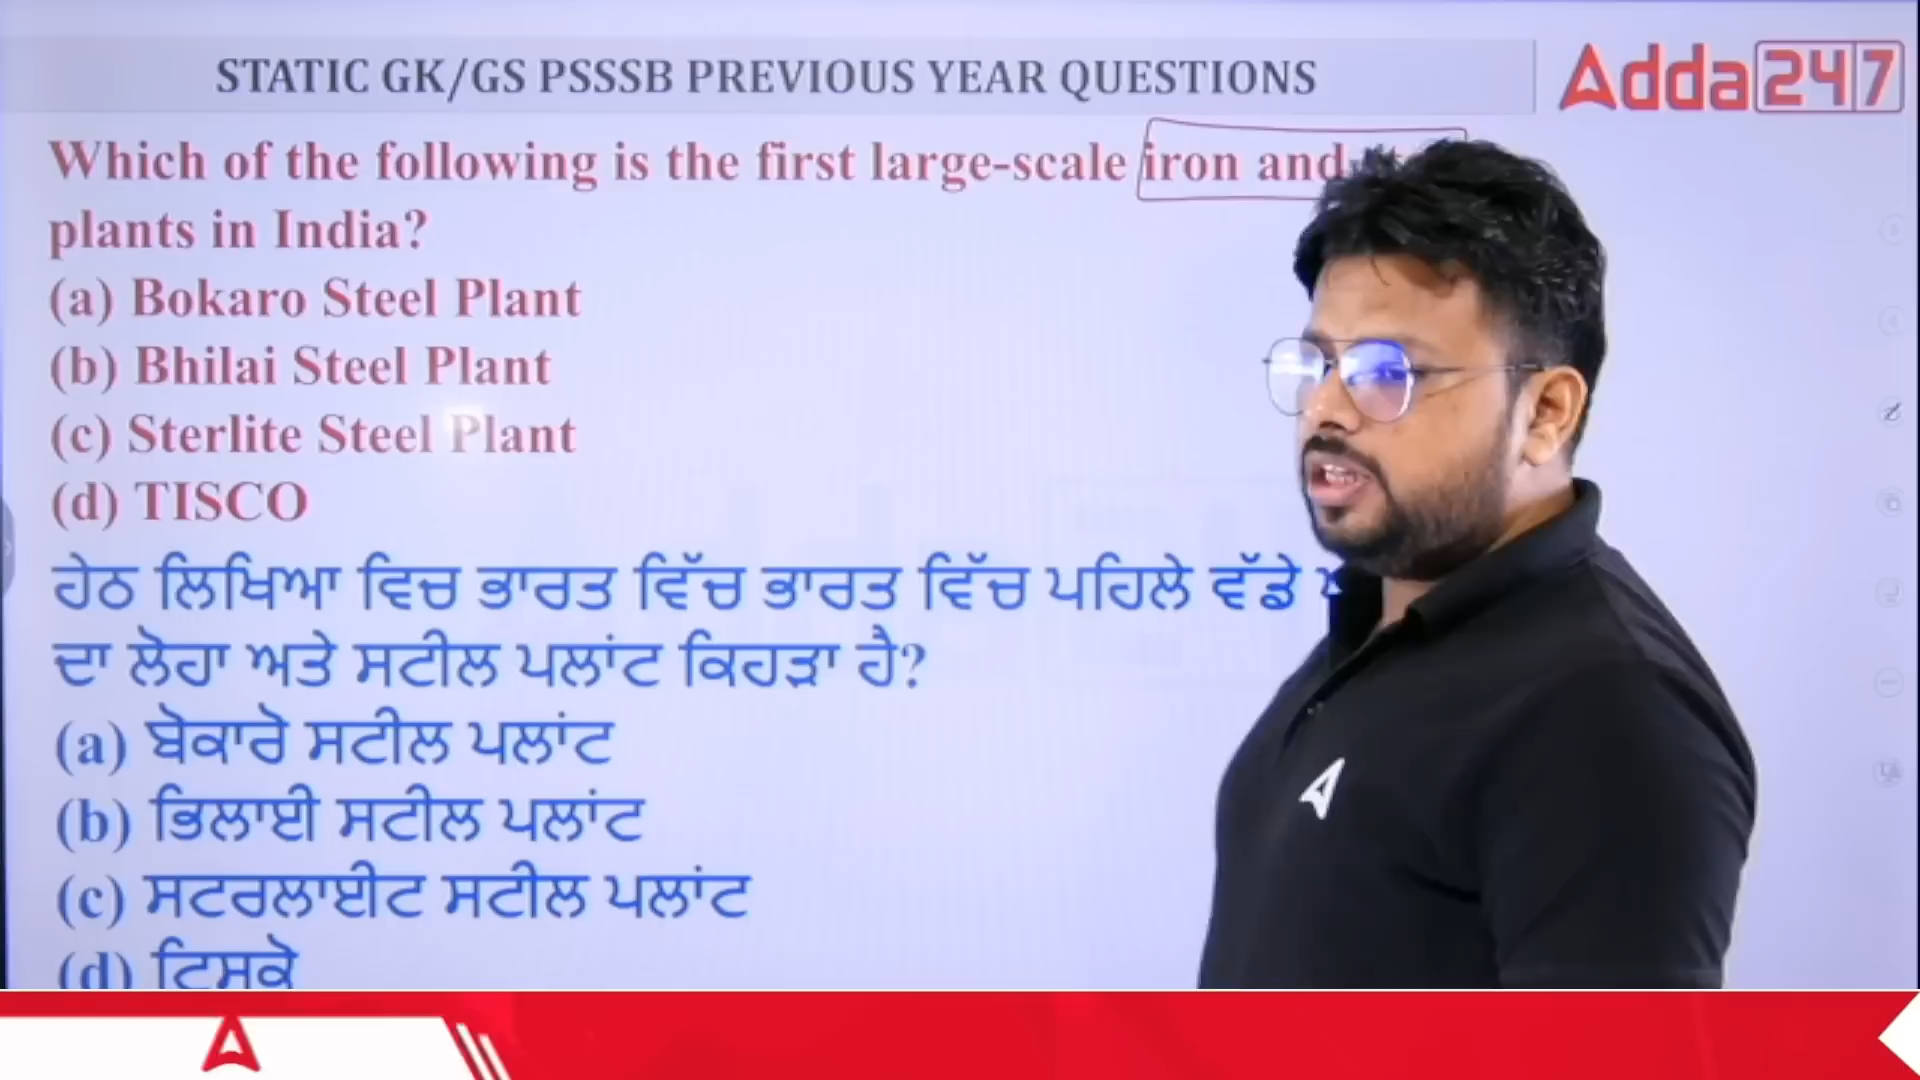 STATIC GK/GS PSSSB PREVIOUS YEAR QUESTIONS
Adda247
Which of the following is the first large-scale iron and
plants in India?
(a) Bokaro Steel Plant
(b) Bhilai Steel Plant
(c) Sterlite Steel Plant
(d) TISCO
ਹੇਠ ਲਿਖਿਆ ਵਿਚ ਭਾਰਤ ਵਿੱਚ ਭਾਰਤ ਵਿੱਚ ਪਹਿਲੇ ਵੱਡੇ
ਦਾ ਲੋਹਾ ਅਤੇ ਸਟੀਲ ਪਲਾਂਟ ਕਿਹੜਾ ਹੈ?
(a) ਬੋਕਾਰੋ ਸਟੀਲ ਪਲਾਂਟ
(b) ਭਿਲਾਈ ਸਟੀਲ ਪਲਾਂਟ
(c) ਸਟਰਲਾਈਟ ਸਟੀਲ ਪਲਾਂਟ
(d) ਟਿਸਕੋ